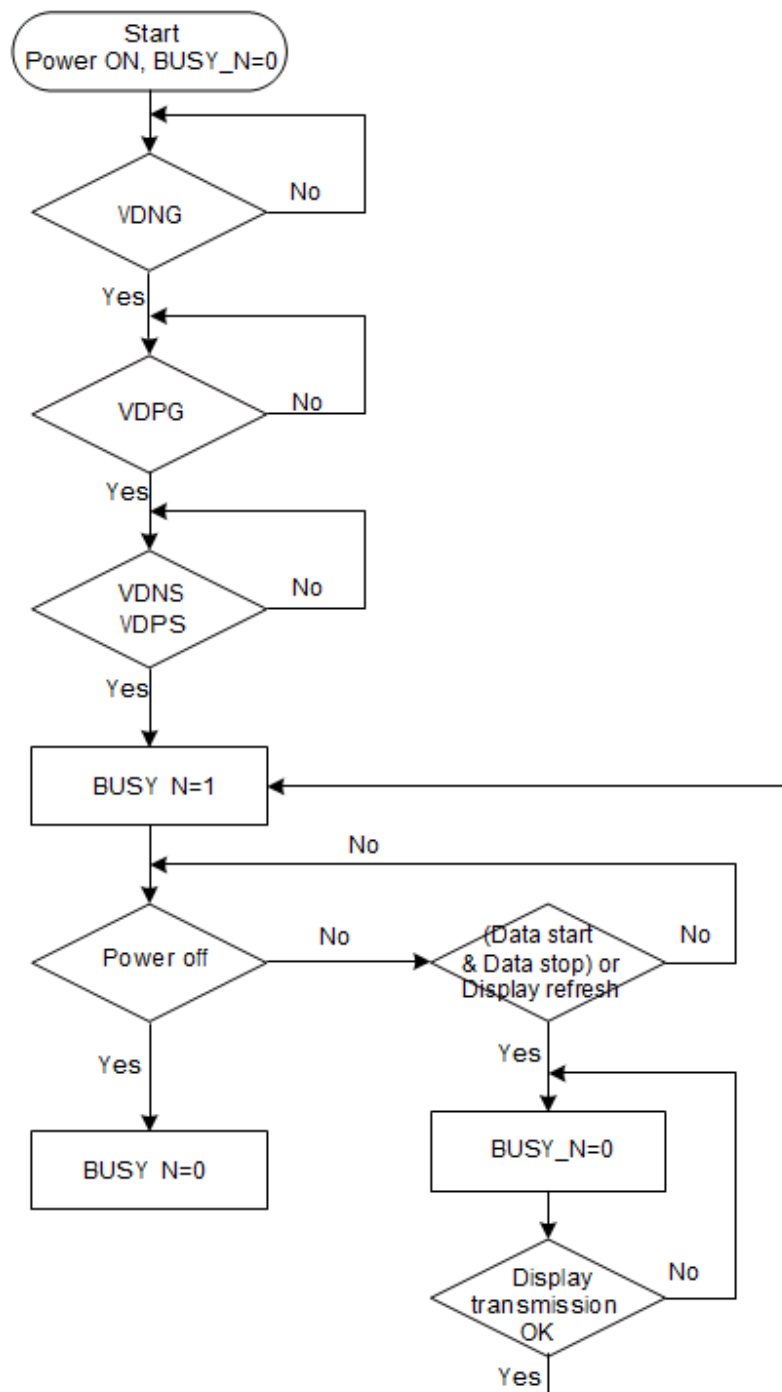 Start
Power ON, BUSY_N=0
No
VDNG
Yes
No
VDPG
Yes
No
VDNS
VDPS
Yes
BUSY N=1
No
Power off
No
(Data start
& Data stop) or
Display refresh
No
Yes
Yes
BUSY N=0
BUSY_N=0
Display
transmission
OK
No
Yes